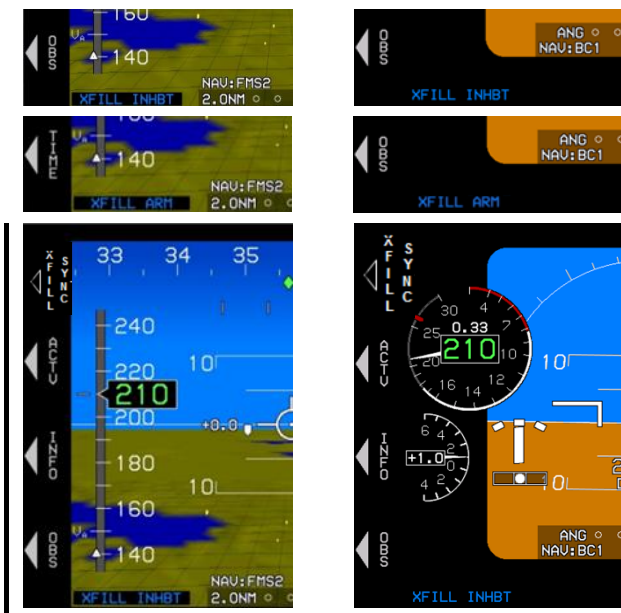 160
OBS
VA
140
NAV:FMS2
XFILL INHBT
2.0NM
OBS
ANG
NAV:BC1
XFILL INHBT
TIME
VA
140
NAV:FMS2
XFILL ARM
2.0NM
OBS
ANG
NAV:BC1
XFILL ARM
XFILL SYNC
33 34 35
240
ACTV
10
220
210
200
+0.0
INFO
180
10
160
VA
OBS
140
NAV:FMS2
XFILL INHBT
2.0NM
XFILL SYNC
30 4
25 0.33 7
ACTV
20 210 10
10
16 14 12
6 4 2
INFO
+1.0 0
4 2
10
OBS
ANG
NAV:BC1
XFILL INHBT